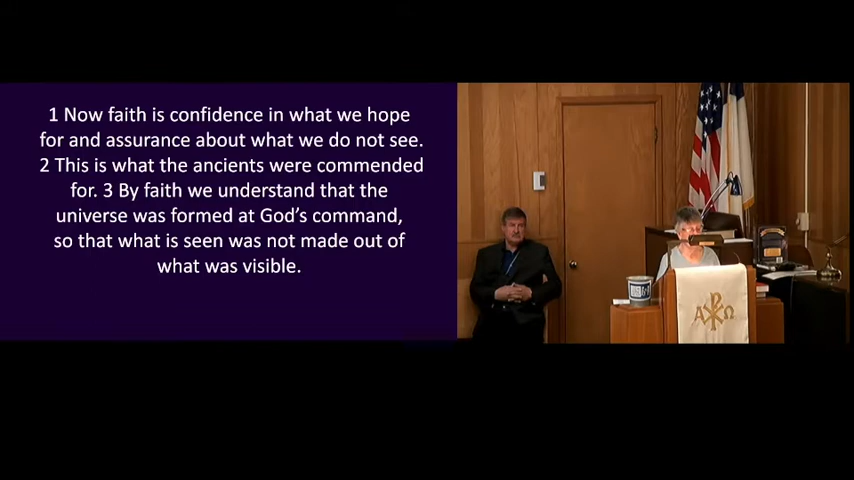 1 Now faith is confidence in what we hope
for and assurance about what we do not see.
2 This is what the ancients were commended
for. 3 By faith we understand that the
universe was formed at God’s command,
so that what is seen was not made out of
what was visible.
Α Ω